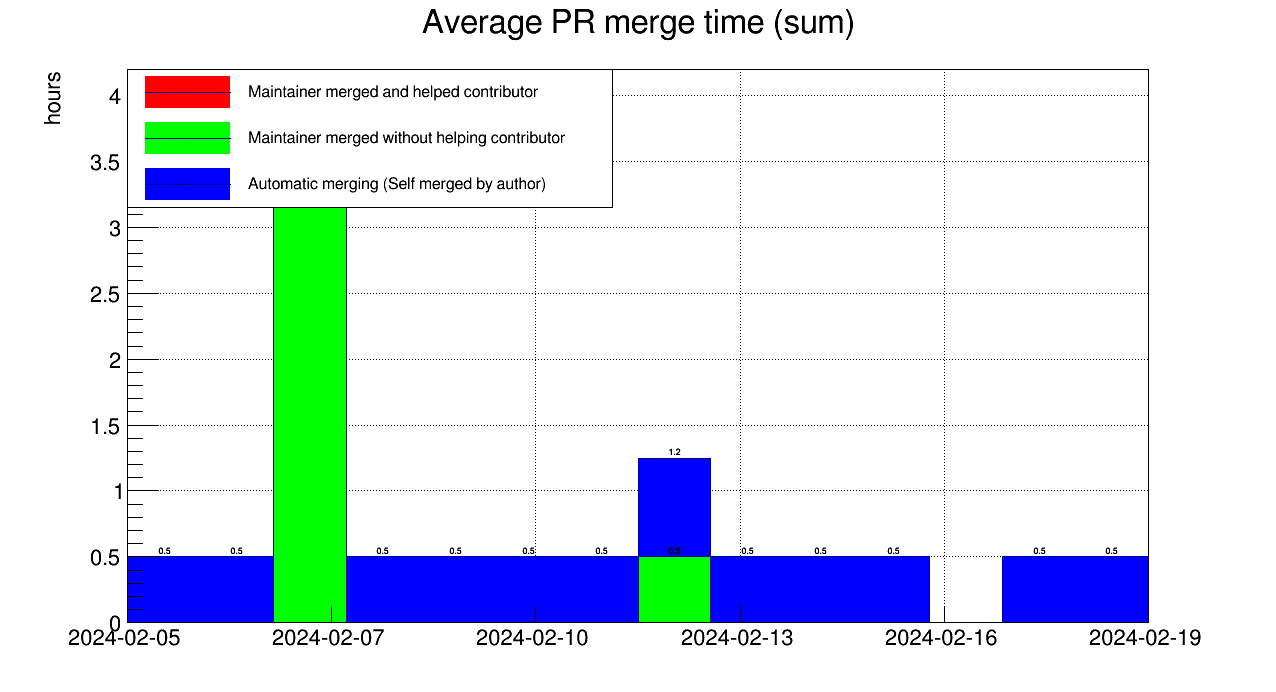 Average PR merge time (sum)
hours
Maintainer merged and helped contributor
Maintainer merged without helping contributor
Automatic merging (Self merged by author)
4
3.5
3
2.5
2
1.5
1
0.5
0
1.2
0.5 0.5 0.5 0.5 0.5 0.5 0.5 0.5 0.5 0.5 0.5 0.5
2024-02-05 2024-02-07 2024-02-10 2024-02-13 2024-02-16 2024-02-19